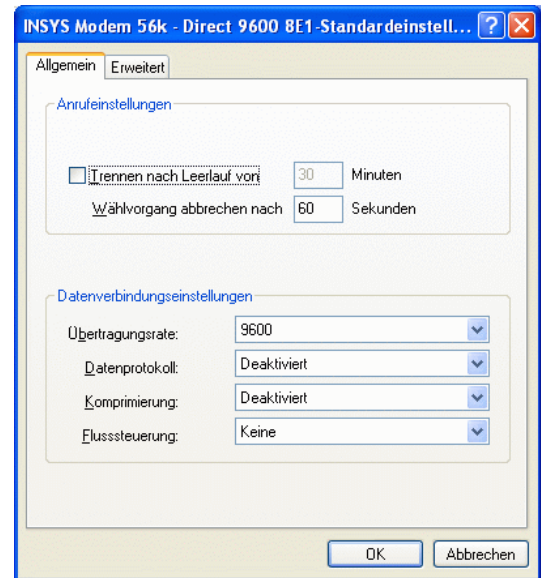 INSYS Modem 56k - Direct 9600 8E1-Standardeinstell... ?
Allgemein Erweitert
Anrufeinstellungen
Trennen nach Leerlauf von 30 Minuten
Wählvorgang abbrechen nach 60 Sekunden
Datenverbindungseinstellungen
Übertragungsrate: 9600
Datenprotokoll: Deaktiviert
Komprimierung: Deaktiviert
Flusssteuerung: Keine
OK Abbrechen